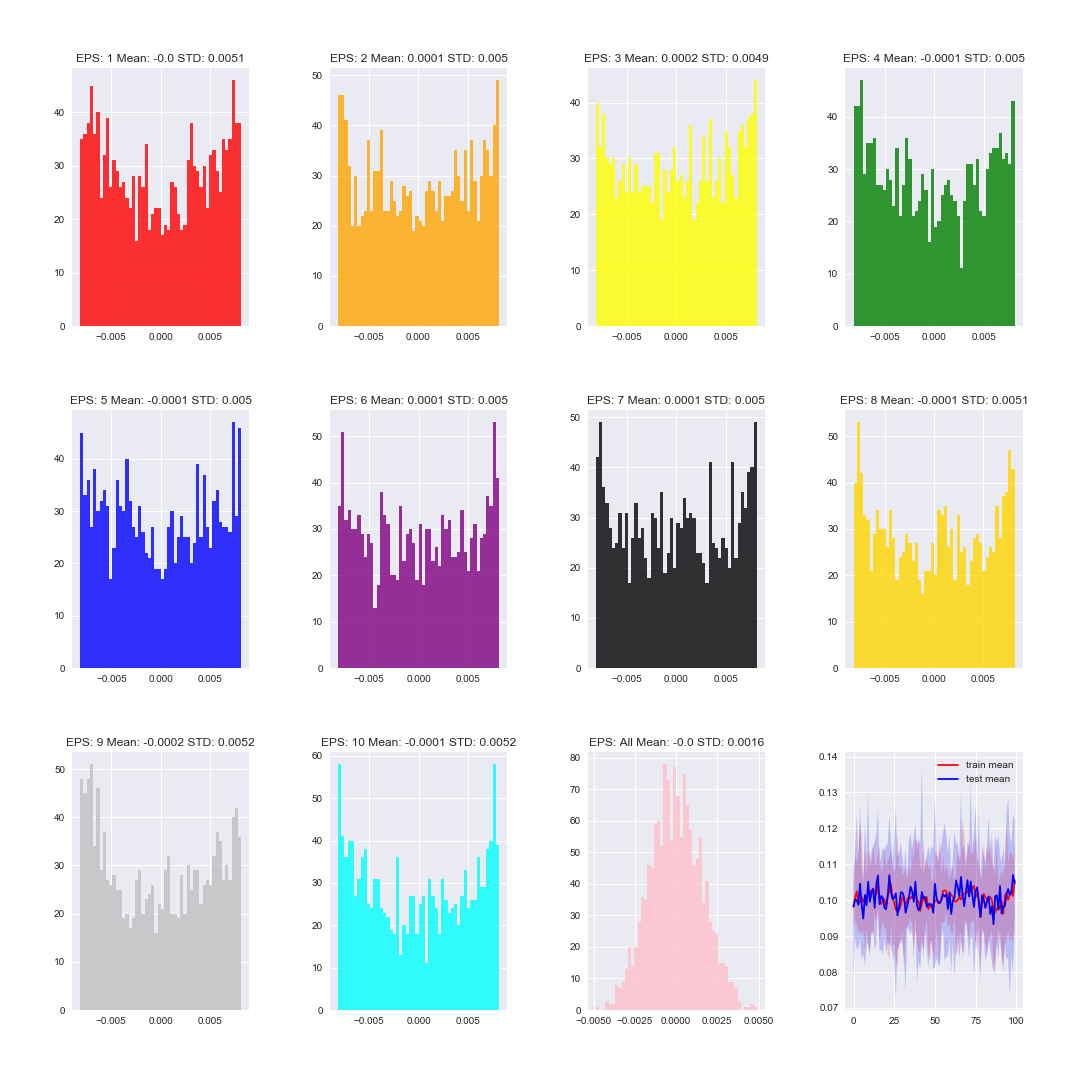 EPS: 1 Mean: -0.0 STD: 0.0051
EPS: 2 Mean: 0.0001 STD: 0.005
EPS: 3 Mean: 0.0002 STD: 0.0049
EPS: 4 Mean: -0.0001 STD: 0.005
40
30
20
10
0
−0.005 0.000 0.005
50
40
30
20
10
0
−0.005 0.000 0.005
40
30
20
10
0
−0.005 0.000 0.005
40
30
20
10
0
−0.005 0.000 0.005
EPS: 5 Mean: -0.0001 STD: 0.005
EPS: 6 Mean: 0.0001 STD: 0.005
EPS: 7 Mean: 0.0001 STD: 0.005
EPS: 8 Mean: -0.0001 STD: 0.0051
40
30
20
10
0
−0.005 0.000 0.005
50
40
30
20
10
0
−0.005 0.000 0.005
50
40
30
20
10
0
−0.005 0.000 0.005
50
40
30
20
10
0
−0.005 0.000 0.005
EPS: 9 Mean: -0.0002 STD: 0.0052
EPS: 10 Mean: -0.0001 STD: 0.0052
EPS: All Mean: -0.0 STD: 0.0016
50
40
30
20
10
0
−0.005 0.000 0.005
60
50
40
30
20
10
0
−0.005 0.000 0.005
80
70
60
50
40
30
20
10
0
−0.0050 −0.0025 0.0000 0.0025 0.0050
train mean
test mean
0.14
0.13
0.12
0.11
0.10
0.09
0.08
0.07
0 25 50 75 100